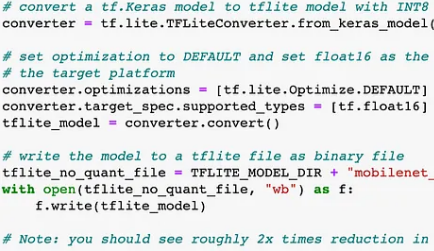 # convert a tf.Keras model to tflite model with INT8
converter = tf.lite.TFLiteConverter.from_keras_model(
# set optimization to DEFAULT and set float16 as the
# the target platform
converter.optimizations = [tf.lite.Optimize.DEFAULT]
converter.target_spec.supported_types = [tf.float16]
tflite_model = converter.convert()
# write the model to a tflite file as binary file
tflite_no_quant_file = TFLITE_MODEL_DIR + "mobilenet_
with open(tflite_no_quant_file, "wb") as f:
    f.write(tflite_model)
# Note: you should see roughly 2x times reduction in